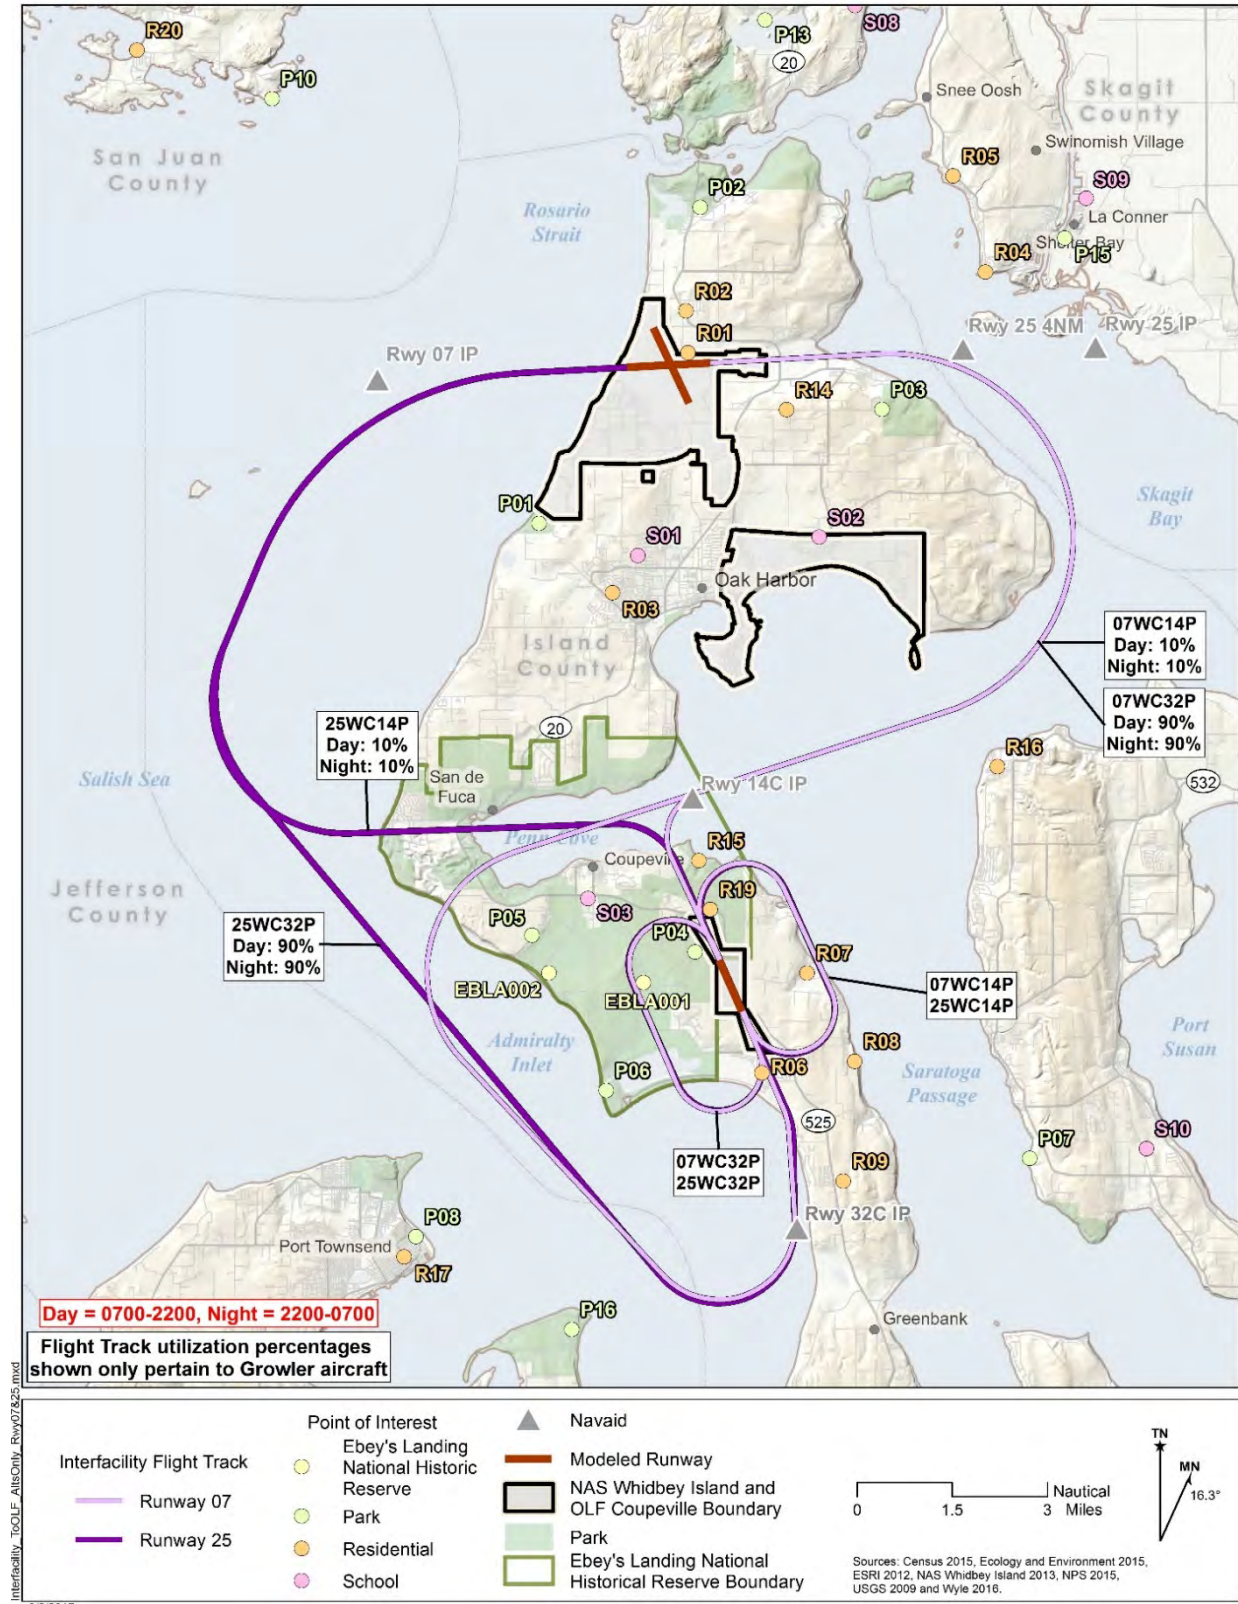 R20
P10
San Juan
County
P13
20
S08
Skagit
County
Snee Oosh
Swinomish Village
R05
S09
La Conner
Shelter Bay
P15
R04
P02
Rosario
Strait
R02
R01
Rwy 07 IP
Rwy 25 4NM
Rwy 25 IP
R14
P03
P01
S01
S02
Skagit
Bay
Oak Harbor
R03
Island
County
07WC14P
Day: 10%
Night: 10%
07WC32P
Day: 90%
Night: 90%
25WC14P
Day: 10%
Night: 10%
20
San de
Fuca
Salish Sea
Rwy 14C IP
R16
532
Penn Cove
Coupeville
R15
Jefferson
County
S03
R19
25WC32P
Day: 90%
Night: 90%
P05
P04
EBLA002
EBLA001
R07
07WC14P
25WC14P
Admiralty
Inlet
Port
Susan
P06
R06
R08
Saratoga
Passage
525
07WC32P
25WC32P
P07
S10
R09
Rwy 32C IP
P08
Port Townsend
R17
P16
Greenbank
Day = 0700-2200, Night = 2200-0700
Flight Track utilization percentages
shown only pertain to Growler aircraft
Interfacility_ToOLF_AltsOnly_Rwy07&25.mxd
Interfacility Flight Track
Runway 07
Runway 25
Point of Interest
Ebey's Landing
National Historic
Reserve
Park
Residential
School
Navaid
Modeled Runway
NAS Whidbey Island and
OLF Coupeville Boundary
Park
Ebey's Landing National
Historical Reserve Boundary
0 1.5 3
Nautical
Miles
TN
MN
16.3°
Sources: Census 2015, Ecology and Environment 2015,
ESRI 2012, NAS Whidbey Island 2013, NPS 2015,
USGS 2009 and Wyle 2016.